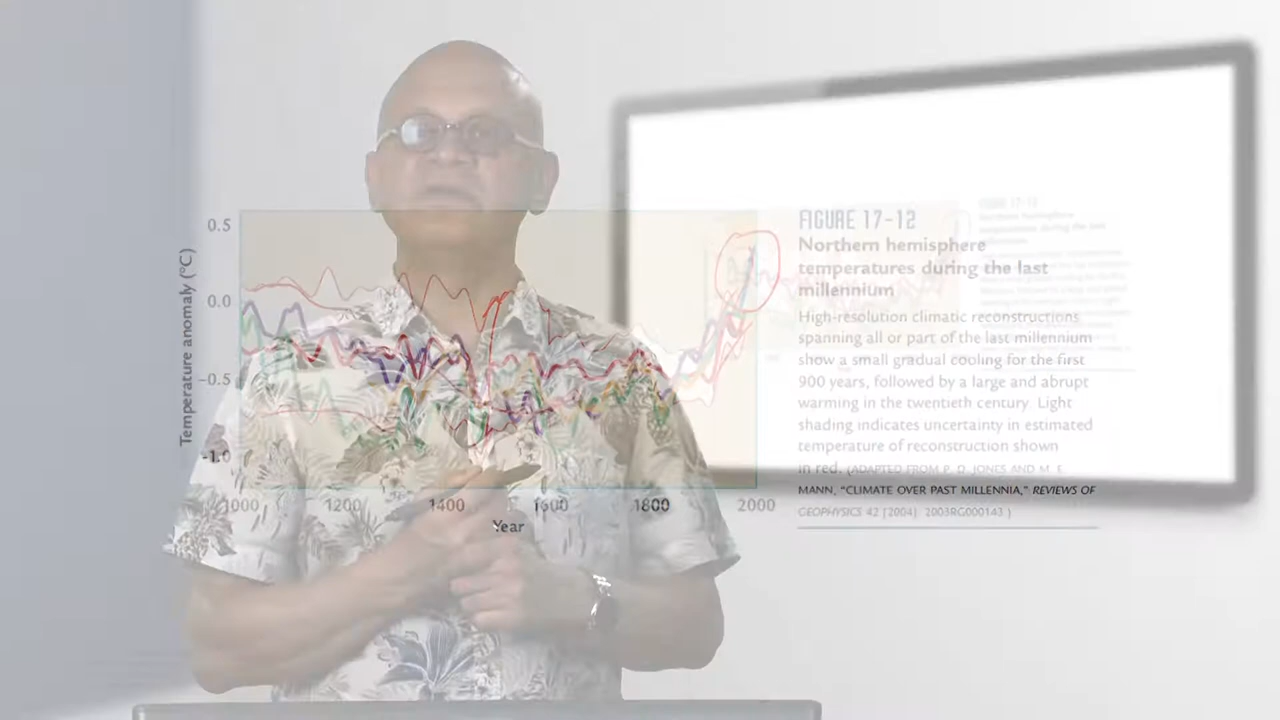 0.5
0.0
−0.5
-1.0
Temperature anomaly (°C)
1000 1200 1400 1600 1800 2000
Year
FIGURE 17-12
Northern hemisphere
temperatures during the last
millennium
High-resolution climatic reconstructions
spanning all or part of the last millennium
show a small gradual cooling for the first
900 years, followed by a large and abrupt
warming in the twentieth century. Light
shading indicates uncertainty in estimated
temperature of reconstruction shown
in red. (ADAPTED FROM P. D. JONES AND M. E.
MANN, “CLIMATE OVER PAST MILLENNIA,” REVIEWS OF
GEOPHYSICS 42 [2004]: 2003RG000143.)